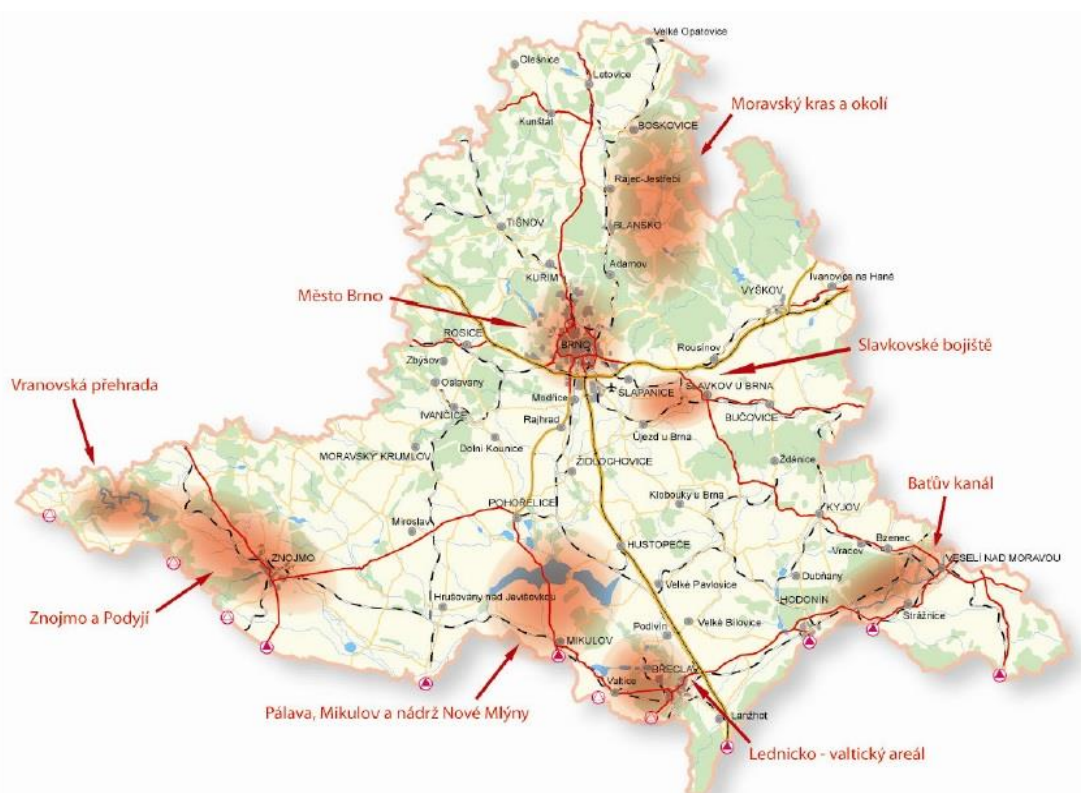 Velké Opatovice
Olešnice
Letovice
Moravský kras a okolí
Kunštát
BOSKOVICE
Rajec-Jestřebí
TIŠNOV
BLANSKO
Adamov
KUŘIM
Ivanovice na Hané
VYŠKOV
Město Brno
ROSICE
BRNO
Rousínov
Slavkovské bojiště
Zbýšov
Vranovská přehrada
Oslavany
ŠLAPANICE
SLAVKOV U BRNA
Modřice
IVANČICE
Rajhrad
BUČOVICE
Újezd u Brna
Dolní Kounice
MORAVSKÝ KRUMLOV
ŽIDLOCHOVICE
Ždánice
Baťův kanál
POHOŘELICE
Klobouky u Brna
KYJOV
Miroslav
Bzenec
Vracov
HUSTOPEČE
ZNOJMO
VESELÍ NAD MORAVOU
Velké Pavlovice
Dubňany
Hrušovany nad Jevišovkou
HODONÍN
Strážnice
Znojmo a Podyjí
Velké Bílovice
Podivín
MIKULOV
BŘECLAV
Valtice
Pálava, Mikulov a nádrž Nové Mlýny
Lanžhot
Lednicko - valtický areál